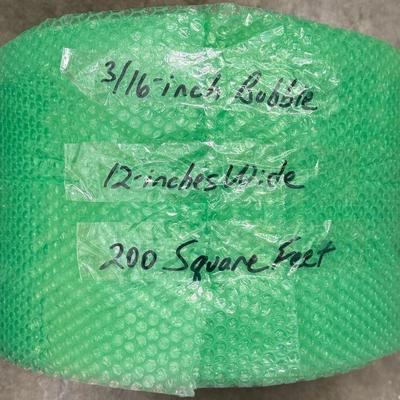 3/16-inch Bubble
12-inches Wide
200 Square Feet